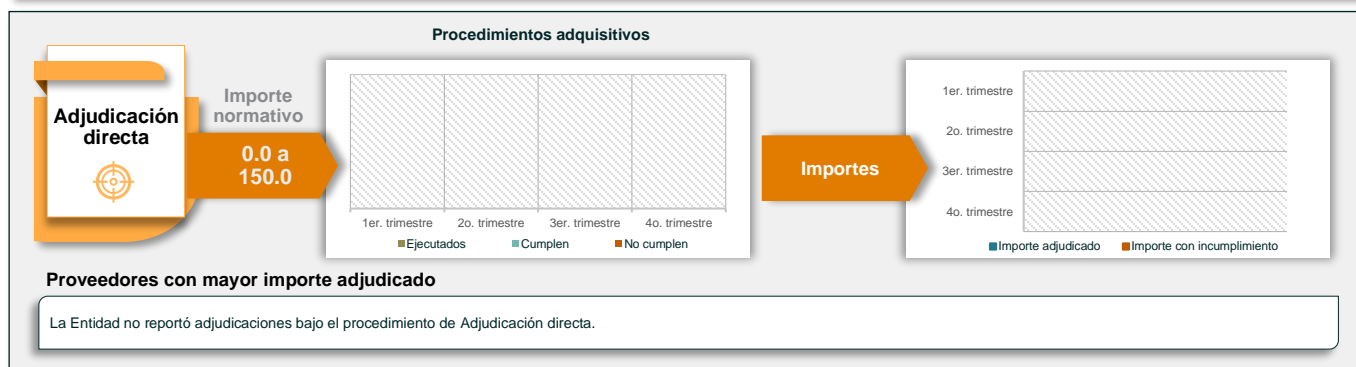 Procedimientos adquisitivos
Adjudicación
directa
Importe
normativo
0.0 a
150.0
1er. trimestre
2o. trimestre
3er. trimestre
4o. trimestre
Ejecutados
Cumplen
No cumplen
Importes
1er. trimestre
2o. trimestre
3er. trimestre
4o. trimestre
Importe adjudicado
Importe con incumplimiento
Proveedores con mayor importe adjudicado
La Entidad no reportó adjudicaciones bajo el procedimiento de Adjudicación directa.